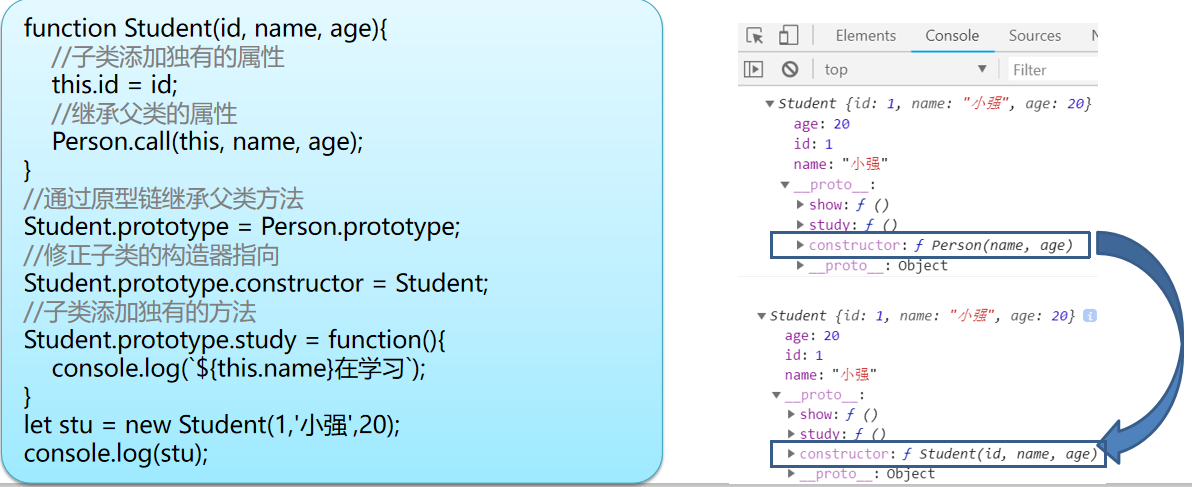 function Student(id, name, age){
//子类添加独有的属性
this.id = id;
//继承父类的属性
Person.call(this, name, age);
}
//通过原型链继承父类方法
Student.prototype = Person.prototype;
//修正子类的构造器指向
Student.prototype.constructor = Student;
//子类添加独有的方法
Student.prototype.study = function(){
console.log(`${this.name}在学习`);
}
let stu = new Student(1,'小强',20);
console.log(stu);
Elements Console Sources N
top ▼ Filter
▼Student {id: 1, name: "小强", age: 20}
age: 20
id: 1
name: "小强"
▼__proto__:
▶show: ƒ ()
▶study: ƒ ()
▶constructor: ƒ Person(name, age)
▶__proto__: Object
▼Student {id: 1, name: "小强", age: 20} i
age: 20
id: 1
name: "小强"
▼__proto__:
▶show: ƒ ()
▶study: ƒ ()
▶constructor: ƒ Student(id, name, age)
▶__proto__: Object